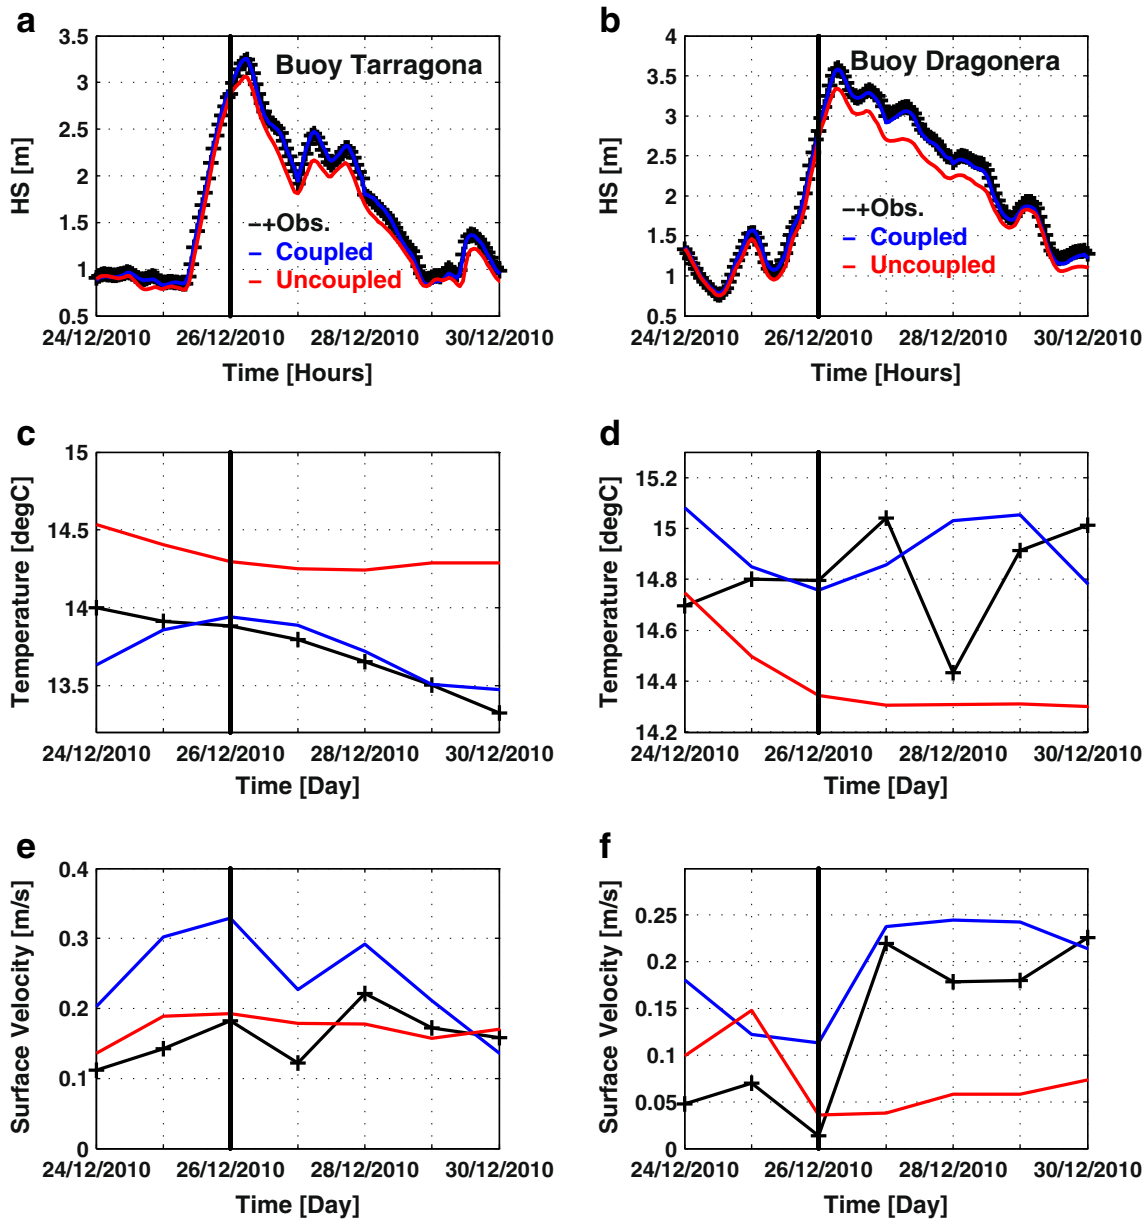 a
3.5
3
2.5
2
1.5
1
0.5
HS [m]
Buoy Tarragona
-+Obs.
– Coupled
– Uncoupled
24/12/2010 26/12/2010 28/12/2010 30/12/2010
Time [Hours]
b
4
3.5
3
2.5
2
1.5
1
0.5
HS [m]
Buoy Dragonera
-+Obs.
– Coupled
– Uncoupled
24/12/2010 26/12/2010 28/12/2010 30/12/2010
Time [Hours]
c
15
14.5
14
13.5
Temperature [degC]
24/12/2010 26/12/2010 28/12/2010 30/12/2010
Time [Day]
d
15.2
15
14.8
14.6
14.4
14.2
Temperature [degC]
24/12/2010 26/12/2010 28/12/2010 30/12/2010
Time [Day]
e
0.4
0.3
0.2
0.1
0
Surface Velocity [m/s]
24/12/2010 26/12/2010 28/12/2010 30/12/2010
Time [Day]
f
0.25
0.2
0.15
0.1
0.05
0
Surface Velocity [m/s]
24/12/2010 26/12/2010 28/12/2010 30/12/2010
Time [Day]